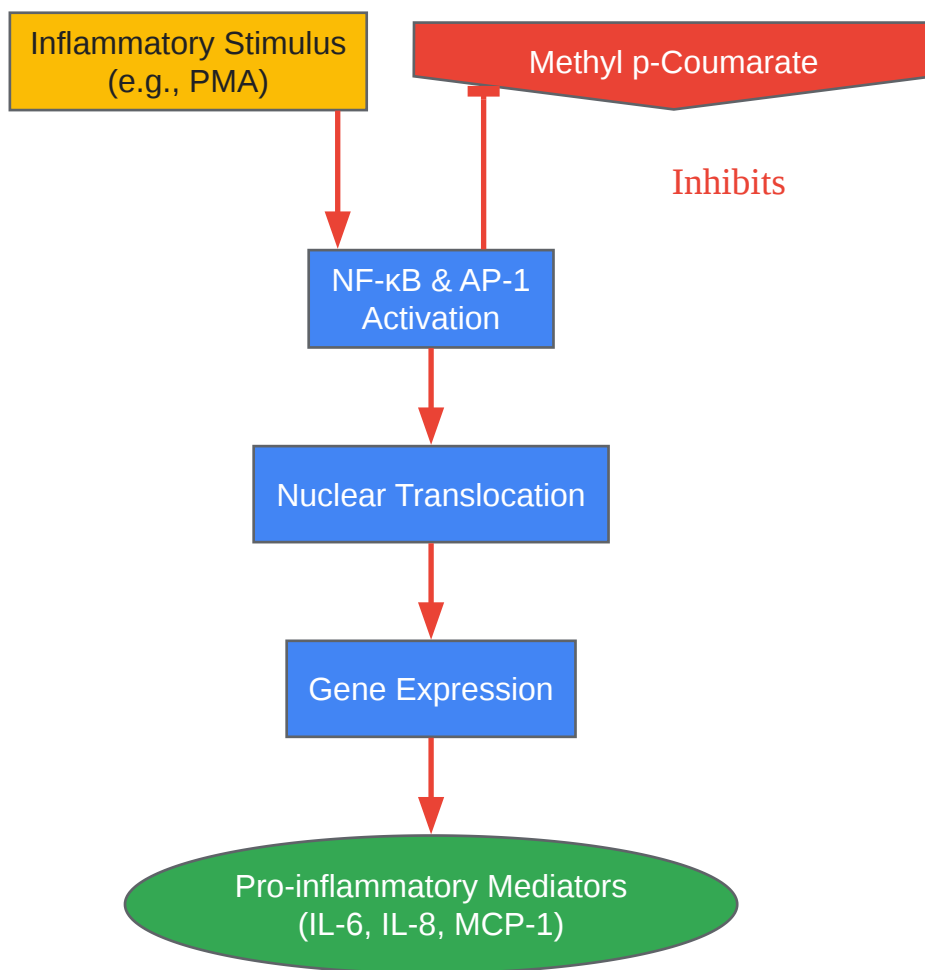 Inflammatory Stimulus
(e.g., PMA)
Methyl p-Coumarate
Inhibits
NF-κB & AP-1
Activation
Nuclear Translocation
Gene Expression
Pro-inflammatory Mediators
(IL-6, IL-8, MCP-1)